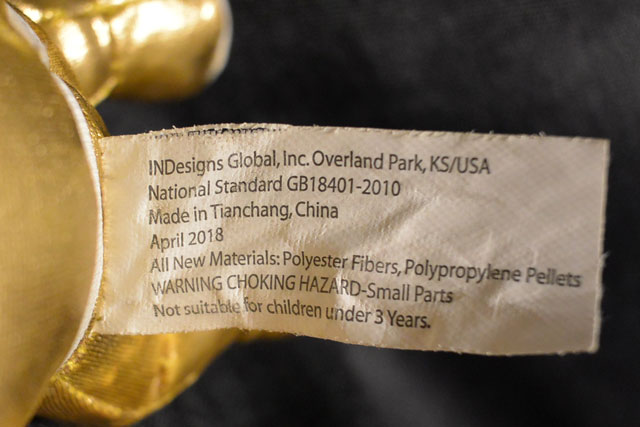 INDesigns Global, Inc. Overland Park, KS/USA
National Standard GB18401-2010
Made in Tianchang, China
April 2018
All New Materials: Polyester Fibers, Polypropylene Pellets
WARNING CHOKING HAZARD-Small Parts
Not suitable for children under 3 Years.